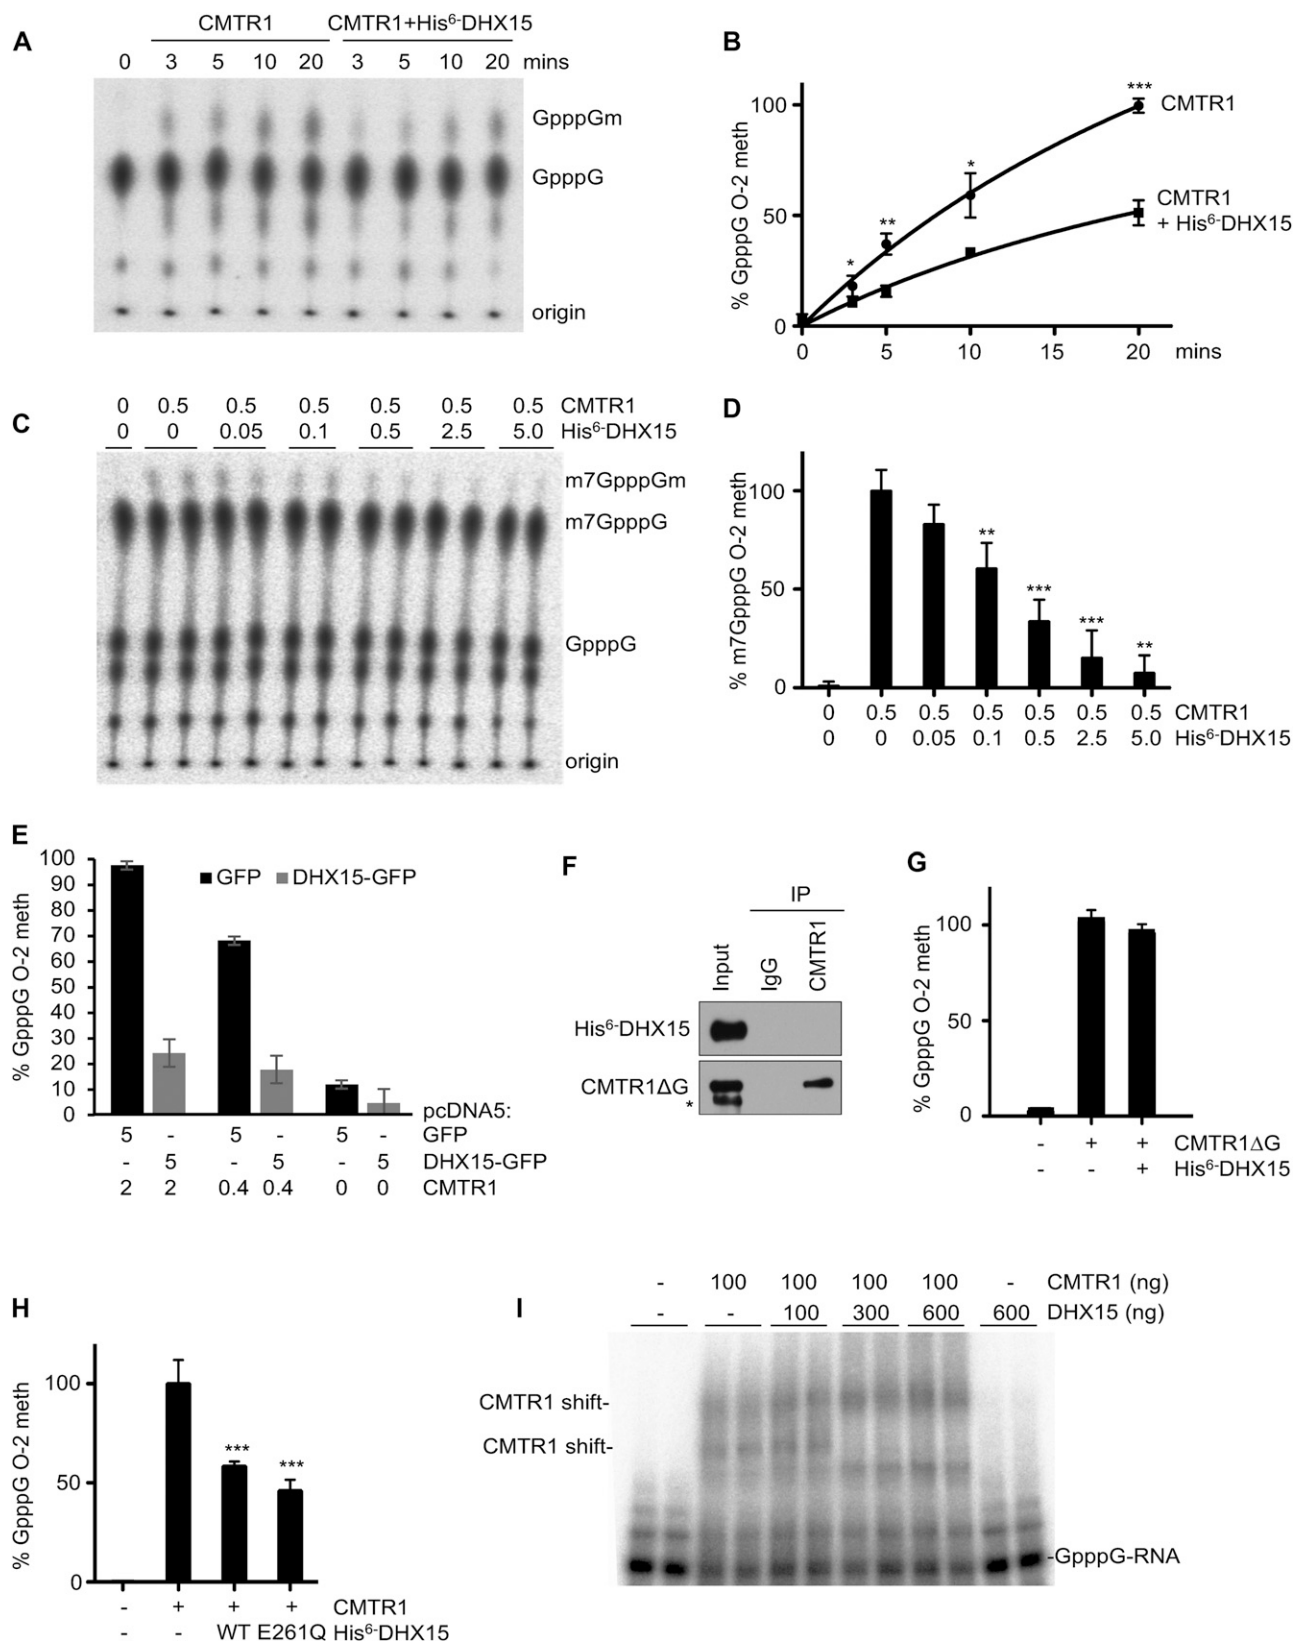 A
CMTR1 CMTR1+His6-DHX15
0 3 5 10 20 3 5 10 20 mins
GpppGm
GpppG
origin
B
% GpppG O-2 meth
100
50
0
*
**
*
***
CMTR1
CMTR1
+ His6-DHX15
0 5 10 15 20 mins
C
0 0.5 0.5 0.5 0.5 0.5 0.5 CMTR1
0 0 0.05 0.1 0.5 2.5 5.0 His6-DHX15
m7GpppGm
m7GpppG
GpppG
origin
D
% m7GpppG O-2 meth
100
50
0
**
***
***
**
0 0.5 0.5 0.5 0.5 0.5 0.5 CMTR1
0 0 0.05 0.1 0.5 2.5 5.0 His6-DHX15
E
% GpppG O-2 meth
100
90
80
70
60
50
40
30
20
10
0
GFP DHX15-GFP
pcDNA5:
5 - 5 - 5 - GFP
- 5 - 5 - 5 DHX15-GFP
2 2 0.4 0.4 0 0 CMTR1
F
IP
Input IgG CMTR1
His6-DHX15
CMTR1ΔG
*
G
% GpppG O-2 meth
100
50
0
- + + CMTR1ΔG
- - + His6-DHX15
H
% GpppG O-2 meth
100
50
0
***
***
- + + + CMTR1
- - WT E261Q His6-DHX15
I
- 100 100 100 100 - CMTR1 (ng)
- - 100 300 600 600 DHX15 (ng)
CMTR1 shift-
CMTR1 shift-
-GpppG-RNA